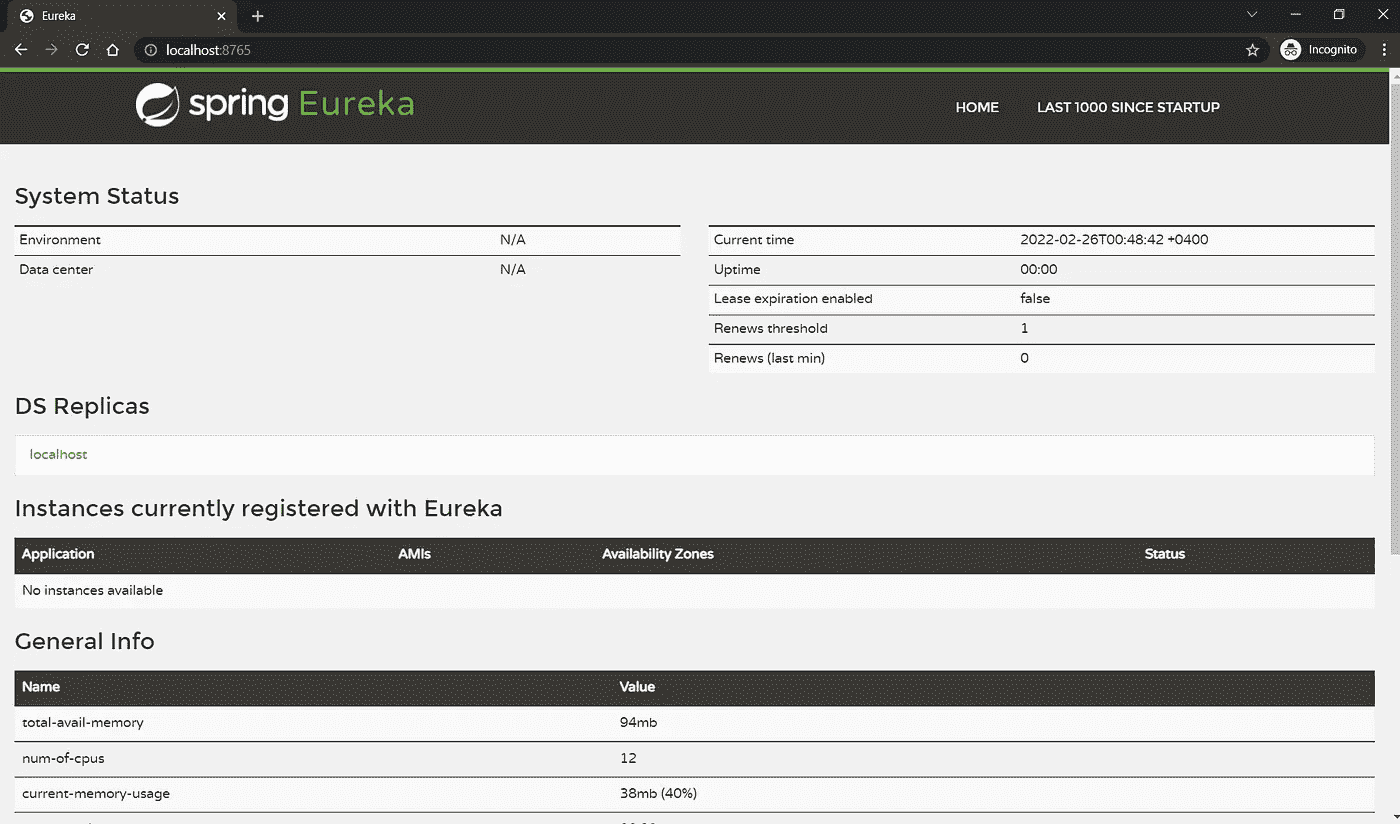 Eureka
localhost:8765
Incognito
spring Eureka
HOME LAST 1000 SINCE STARTUP
System Status
Environment N/A
Data center N/A
Current time 2022-02-26T00:48:42 +0400
Uptime 00:00
Lease expiration enabled false
Renews threshold 1
Renews (last min) 0
DS Replicas
localhost
Instances currently registered with Eureka
Application AMIs Availability Zones Status
No instances available
General Info
Name Value
total-avail-memory 94mb
num-of-cpus 12
current-memory-usage 38mb (40%)